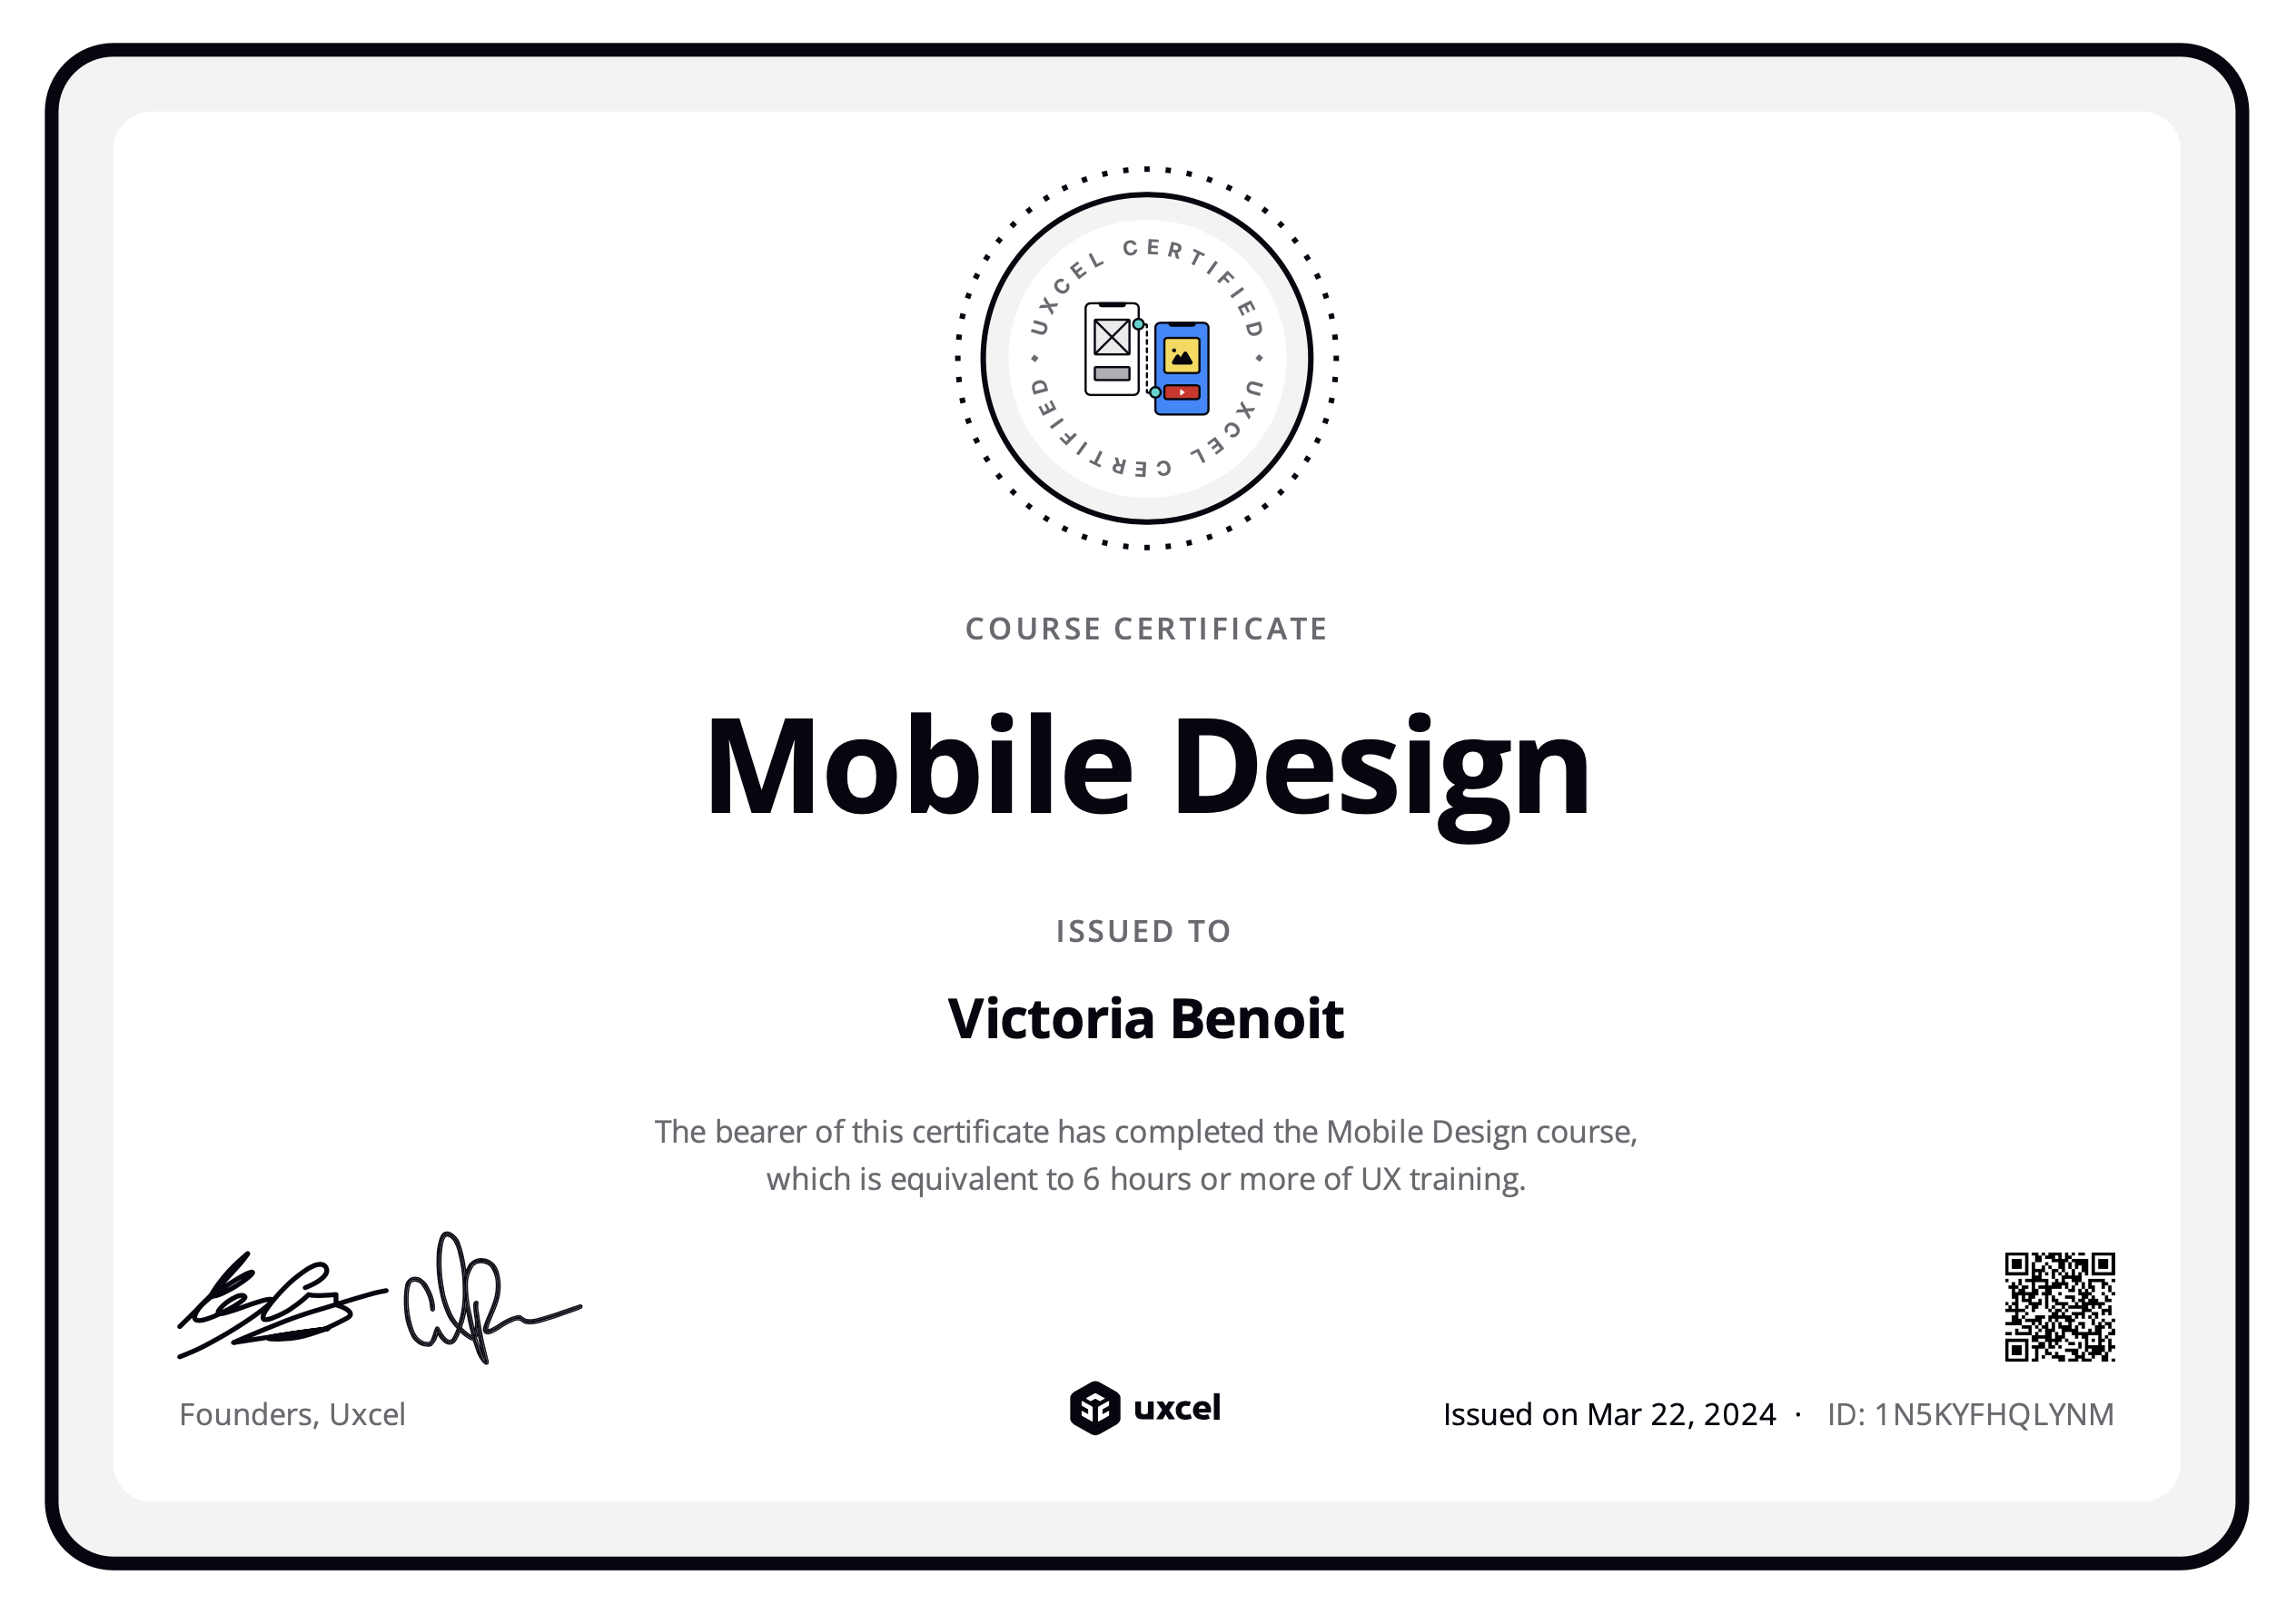 UXCEL CERTIFIED • UXCEL CERTIFIED •
COURSE CERTIFICATE
Mobile Design
ISSUED TO
Victoria Benoit
The bearer of this certificate has completed the Mobile Design course,
which is equivalent to 6 hours or more of UX training.
Founders, Uxcel
uxcel
Issued on Mar 22, 2024 · ID: 1N5KYFHQLYNM